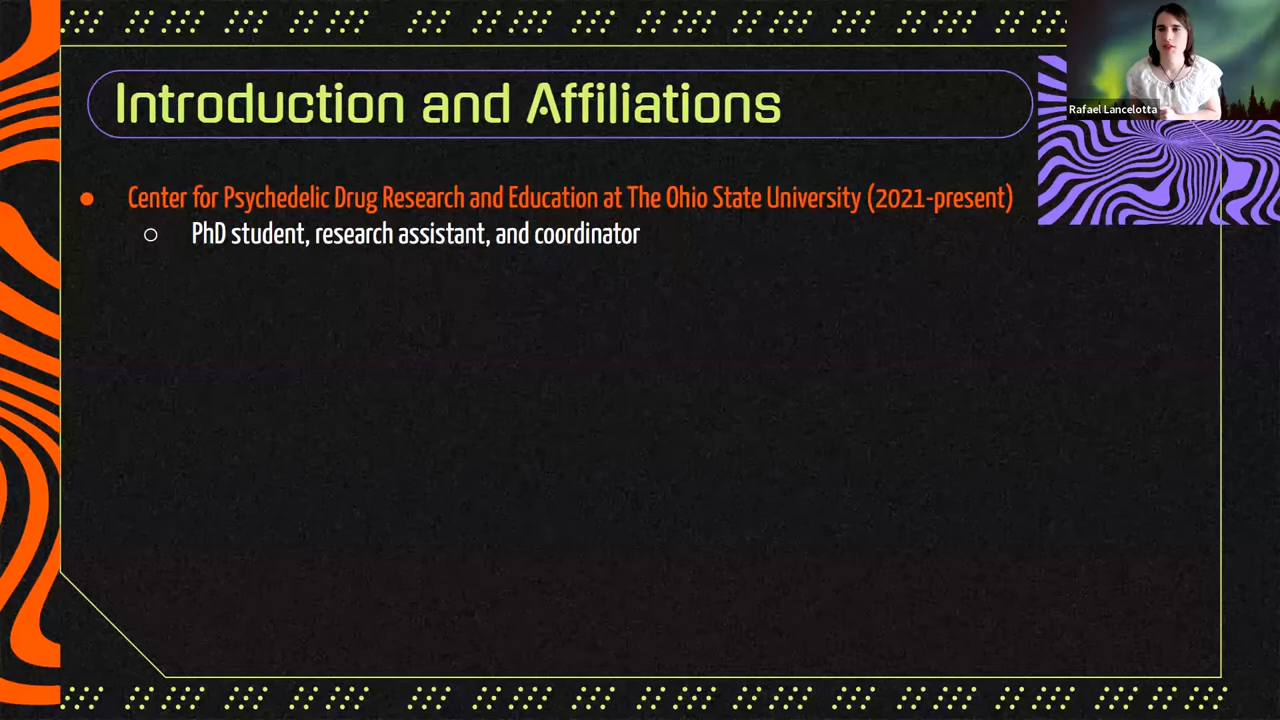 Introduction and Affiliations
Rafael Lancelotta
● Center for Psychedelic Drug Research and Education at The Ohio State University (2021-present)
○ PhD student, research assistant, and coordinator